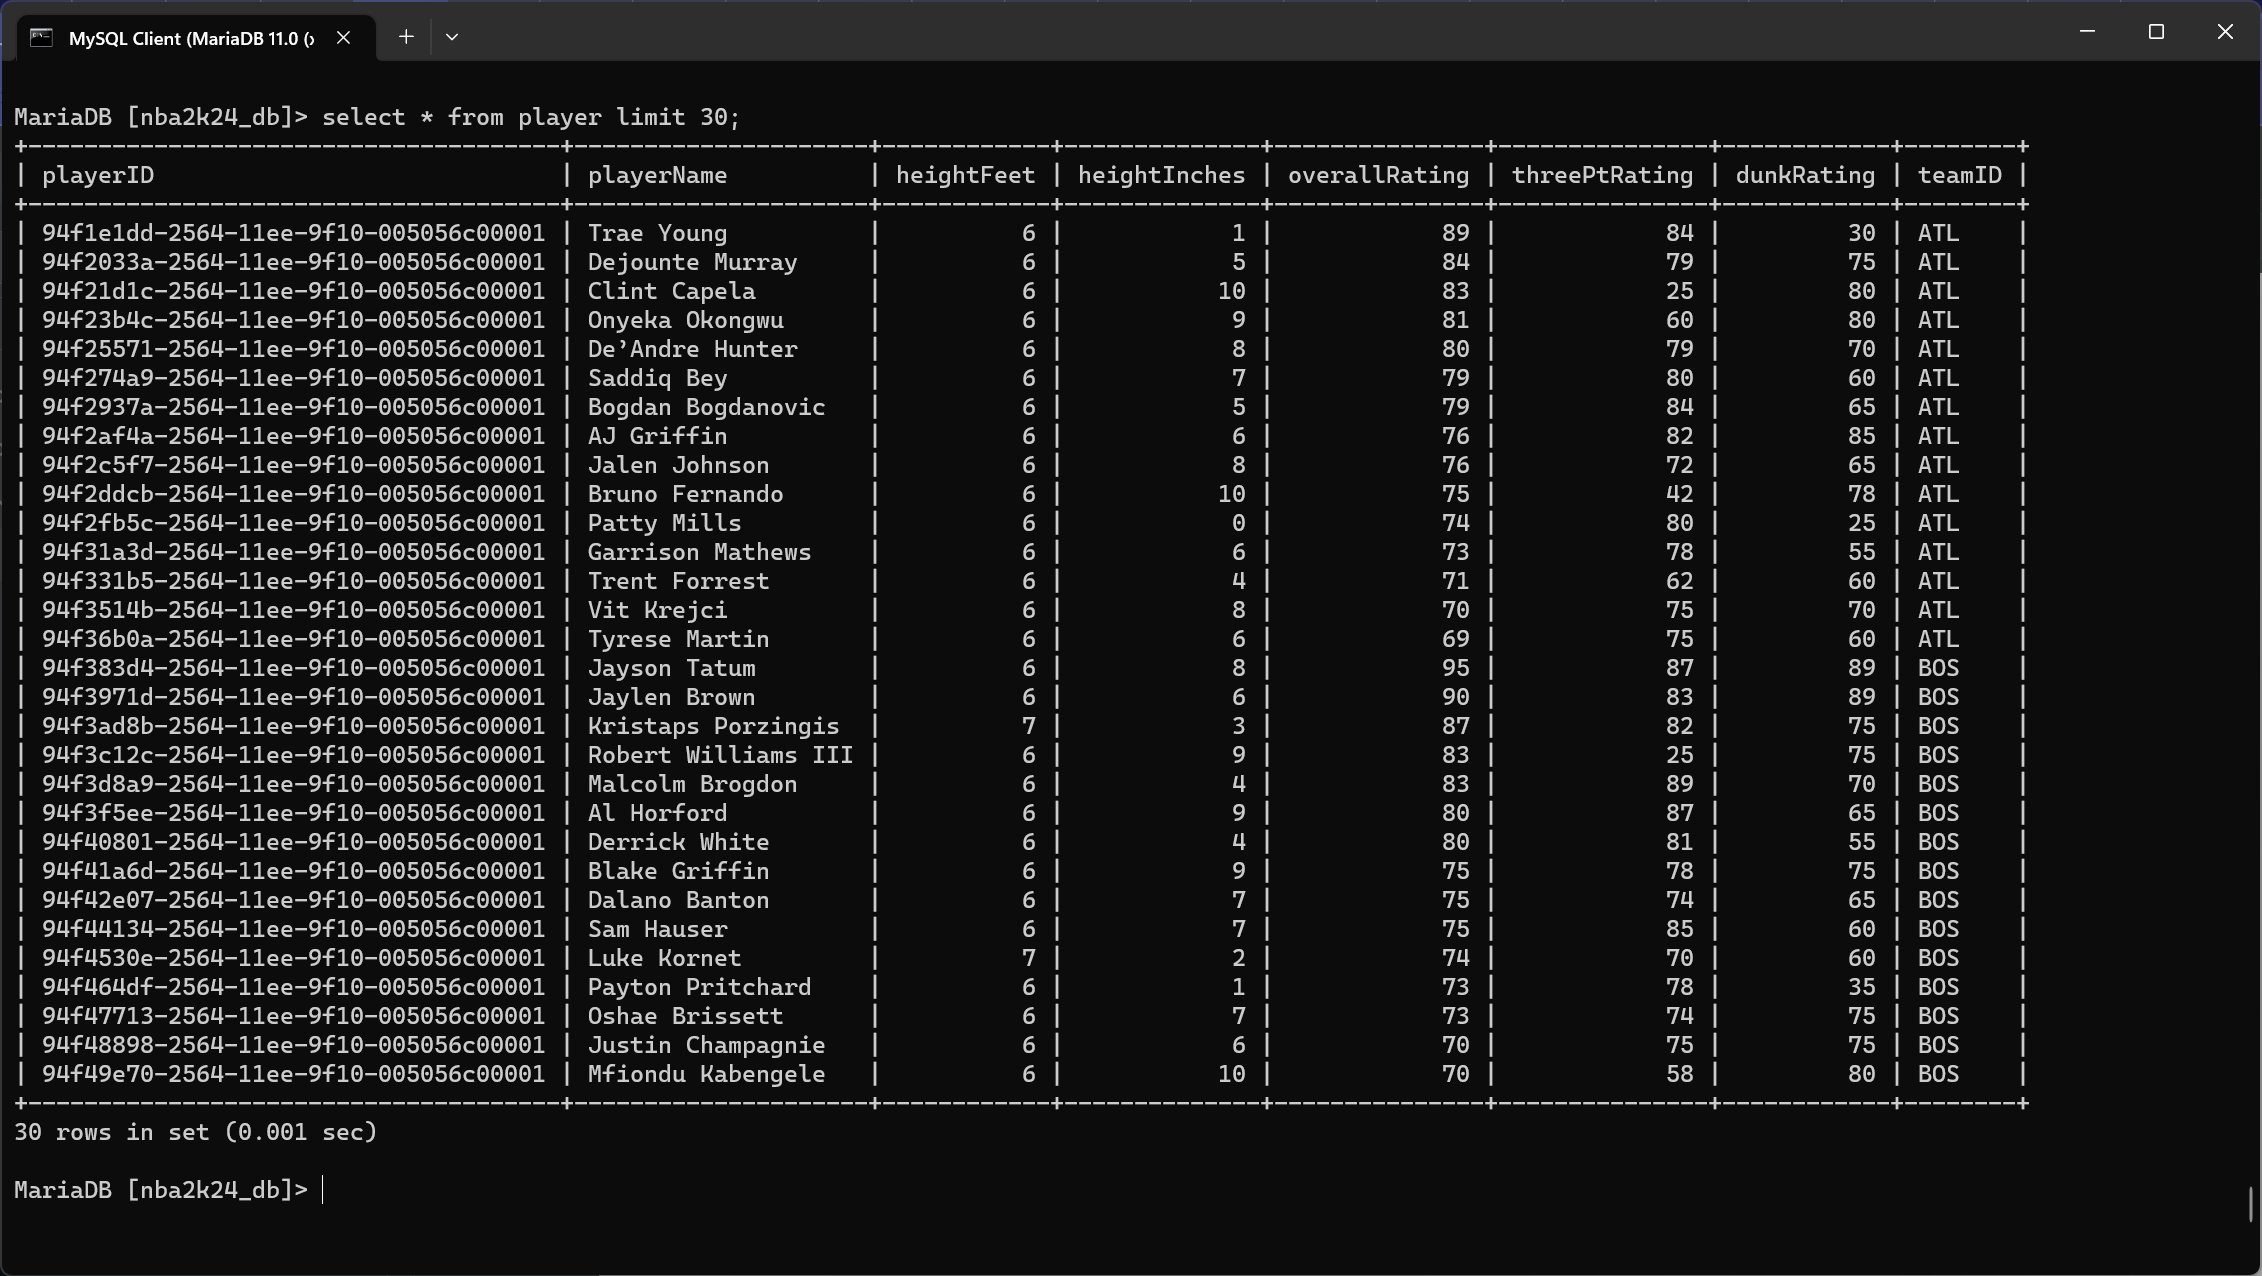 MySQL Client (MariaDB 11.0 (x
MariaDB [nba2k24_db]> select * from player limit 30;
+--------------------------------------+---------------------+------------+--------------+---------------+---------------+------------+--------+
| playerID                             | playerName          | heightFeet | heightInches | overallRating | threePtRating | dunkRating | teamID |
+--------------------------------------+---------------------+------------+--------------+---------------+---------------+------------+--------+
| 94f1e1dd-2564-11ee-9f10-005056c00001 | Trae Young          |          6 |            1 |            89 |            84 |         30 | ATL    |
| 94f2033a-2564-11ee-9f10-005056c00001 | Dejounte Murray     |          6 |            5 |            84 |            79 |         75 | ATL    |
| 94f21d1c-2564-11ee-9f10-005056c00001 | Clint Capela        |          6 |           10 |            83 |            25 |         80 | ATL    |
| 94f23b4c-2564-11ee-9f10-005056c00001 | Onyeka Okongwu      |          6 |            9 |            81 |            60 |         80 | ATL    |
| 94f25571-2564-11ee-9f10-005056c00001 | De’Andre Hunter     |          6 |            8 |            80 |            79 |         70 | ATL    |
| 94f274a9-2564-11ee-9f10-005056c00001 | Saddiq Bey          |          6 |            7 |            79 |            80 |         60 | ATL    |
| 94f2937a-2564-11ee-9f10-005056c00001 | Bogdan Bogdanovic   |          6 |            5 |            79 |            84 |         65 | ATL    |
| 94f2af4a-2564-11ee-9f10-005056c00001 | AJ Griffin          |          6 |            6 |            76 |            82 |         85 | ATL    |
| 94f2c5f7-2564-11ee-9f10-005056c00001 | Jalen Johnson       |          6 |            8 |            76 |            72 |         65 | ATL    |
| 94f2ddcb-2564-11ee-9f10-005056c00001 | Bruno Fernando      |          6 |           10 |            75 |            42 |         78 | ATL    |
| 94f2fb5c-2564-11ee-9f10-005056c00001 | Patty Mills         |          6 |            0 |            74 |            80 |         25 | ATL    |
| 94f31a3d-2564-11ee-9f10-005056c00001 | Garrison Mathews    |          6 |            6 |            73 |            78 |         55 | ATL    |
| 94f331b5-2564-11ee-9f10-005056c00001 | Trent Forrest       |          6 |            4 |            71 |            62 |         60 | ATL    |
| 94f3514b-2564-11ee-9f10-005056c00001 | Vit Krejci          |          6 |            8 |            70 |            75 |         70 | ATL    |
| 94f36b0a-2564-11ee-9f10-005056c00001 | Tyrese Martin       |          6 |            6 |            69 |            75 |         60 | ATL    |
| 94f383d4-2564-11ee-9f10-005056c00001 | Jayson Tatum        |          6 |            8 |            95 |            87 |         89 | BOS    |
| 94f3971d-2564-11ee-9f10-005056c00001 | Jaylen Brown        |          6 |            6 |            90 |            83 |         89 | BOS    |
| 94f3ad8b-2564-11ee-9f10-005056c00001 | Kristaps Porzingis  |          7 |            3 |            87 |            82 |         75 | BOS    |
| 94f3c12c-2564-11ee-9f10-005056c00001 | Robert Williams III |          6 |            9 |            83 |            25 |         75 | BOS    |
| 94f3d8a9-2564-11ee-9f10-005056c00001 | Malcolm Brogdon     |          6 |            4 |            83 |            89 |         70 | BOS    |
| 94f3f5ee-2564-11ee-9f10-005056c00001 | Al Horford          |          6 |            9 |            80 |            87 |         65 | BOS    |
| 94f40801-2564-11ee-9f10-005056c00001 | Derrick White       |          6 |            4 |            80 |            81 |         55 | BOS    |
| 94f41a6d-2564-11ee-9f10-005056c00001 | Blake Griffin       |          6 |            9 |            75 |            78 |         75 | BOS    |
| 94f42e07-2564-11ee-9f10-005056c00001 | Dalano Banton       |          6 |            7 |            75 |            74 |         65 | BOS    |
| 94f44134-2564-11ee-9f10-005056c00001 | Sam Hauser          |          6 |            7 |            75 |            85 |         60 | BOS    |
| 94f4530e-2564-11ee-9f10-005056c00001 | Luke Kornet         |          7 |            2 |            74 |            70 |         60 | BOS    |
| 94f464df-2564-11ee-9f10-005056c00001 | Payton Pritchard    |          6 |            1 |            73 |            78 |         35 | BOS    |
| 94f47713-2564-11ee-9f10-005056c00001 | Oshae Brissett      |          6 |            7 |            73 |            74 |         75 | BOS    |
| 94f48898-2564-11ee-9f10-005056c00001 | Justin Champagnie   |          6 |            6 |            70 |            75 |         75 | BOS    |
| 94f49e70-2564-11ee-9f10-005056c00001 | Mfiondu Kabengele   |          6 |           10 |            70 |            58 |         80 | BOS    |
+--------------------------------------+---------------------+------------+--------------+---------------+---------------+------------+--------+
30 rows in set (0.001 sec)
MariaDB [nba2k24_db]>